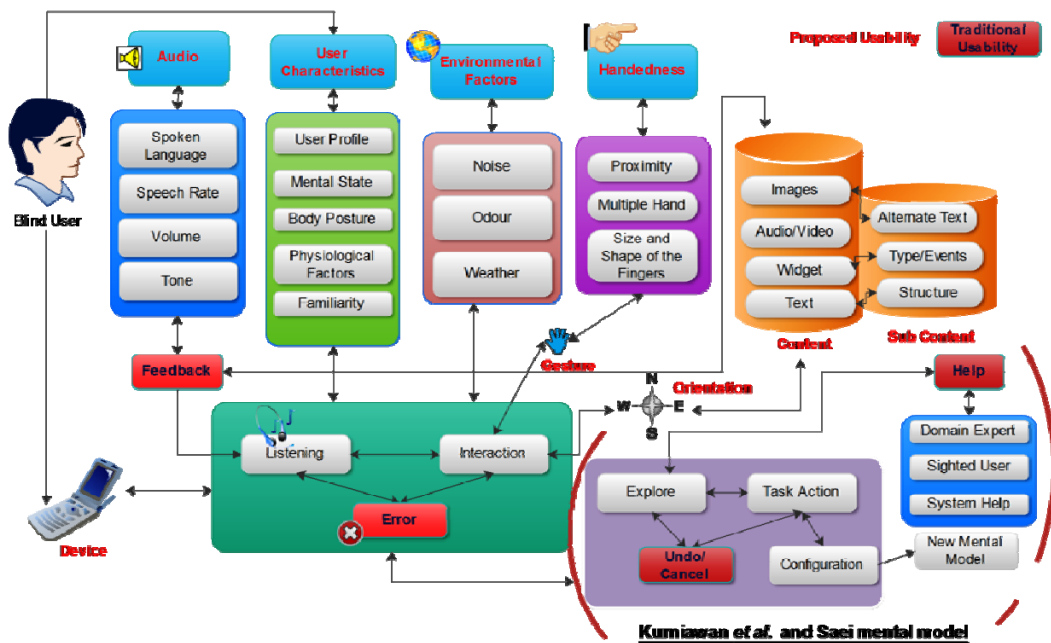 Audio
User
Characteristics
Environmental
Factors
Handedness
Proposed Usability
Traditional
Usability
Blind User
Spoken
Language
Speech Rate
Volume
Tone
User Profile
Mental State
Body Posture
Physiological
Factors
Familiarity
Noise
Odour
Weather
Proximity
Multiple Hand
Size and
Shape of the
Fingers
Images
Audio/Video
Widget
Text
Alternate Text
Type/Events
Structure
Content
Sub Content
Feedback
Gesture
Orientation
N
W
E
S
Help
Domain Expert
Sighted User
System Help
New Mental
Model
Listening
Interaction
Error
Device
Explore
Task Action
Undo/
Cancel
Configuration
Kurniawan et al. and Saei mental model